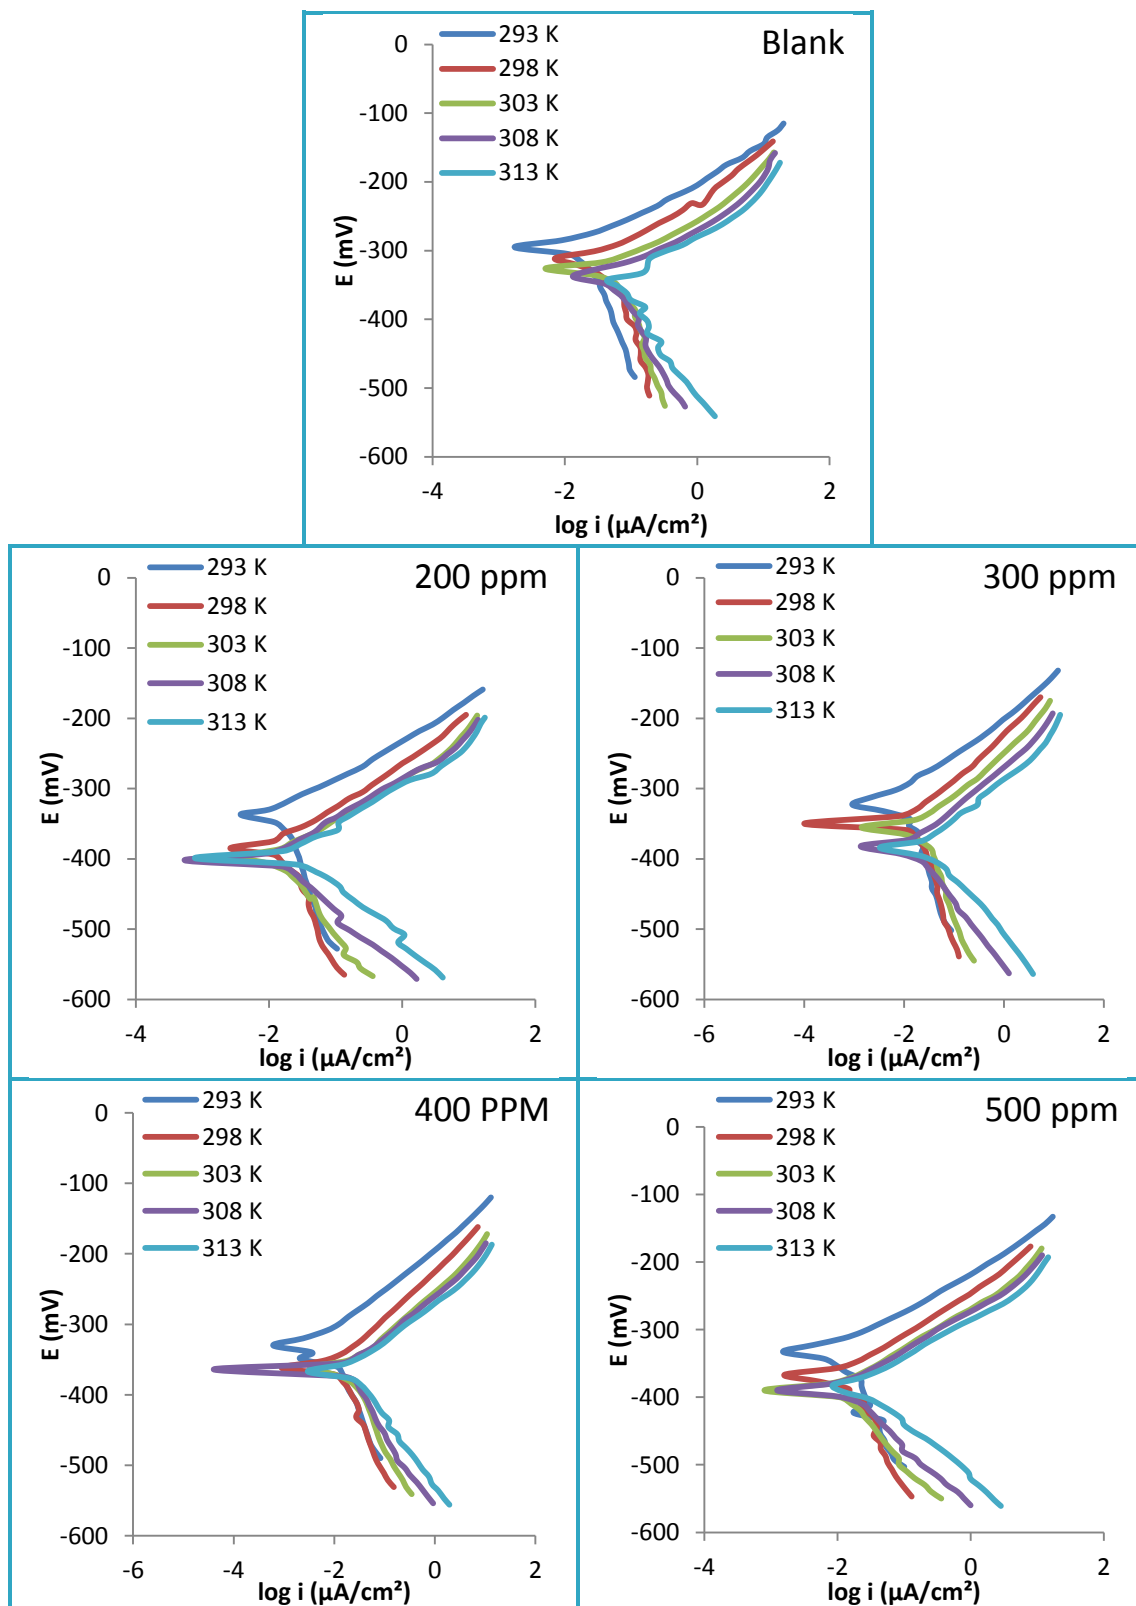 Blank
293 K
298 K
303 K
308 K
313 K
0
-100
-200
-300
-400
-500
-600
E (mV)
-4
-2
0
2
log i (µA/cm²)
200 ppm
293 K
298 K
303 K
308 K
313 K
0
-100
-200
-300
-400
-500
-600
E (mV)
-4
-2
0
2
log i (µA/cm²)
300 ppm
293 K
298 K
303 K
308 K
313 K
0
-100
-200
-300
-400
-500
-600
E (mV)
-6
-4
-2
0
2
log i (µA/cm²)
400 PPM
293 K
298 K
303 K
308 K
313 K
0
-100
-200
-300
-400
-500
-600
E (mV)
-6
-4
-2
0
2
log i (µA/cm²)
500 ppm
293 K
298 K
303 K
308 K
313 K
0
-100
-200
-300
-400
-500
-600
E (mV)
-4
-2
0
2
log i (µA/cm²)